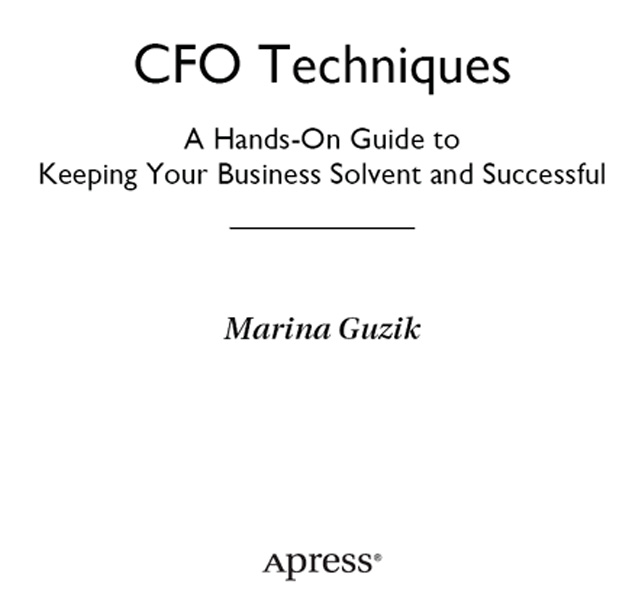 CFO Techniques
A Hands-On Guide to
Keeping Your Business Solvent and Successful
Marina Guzik
Apress®